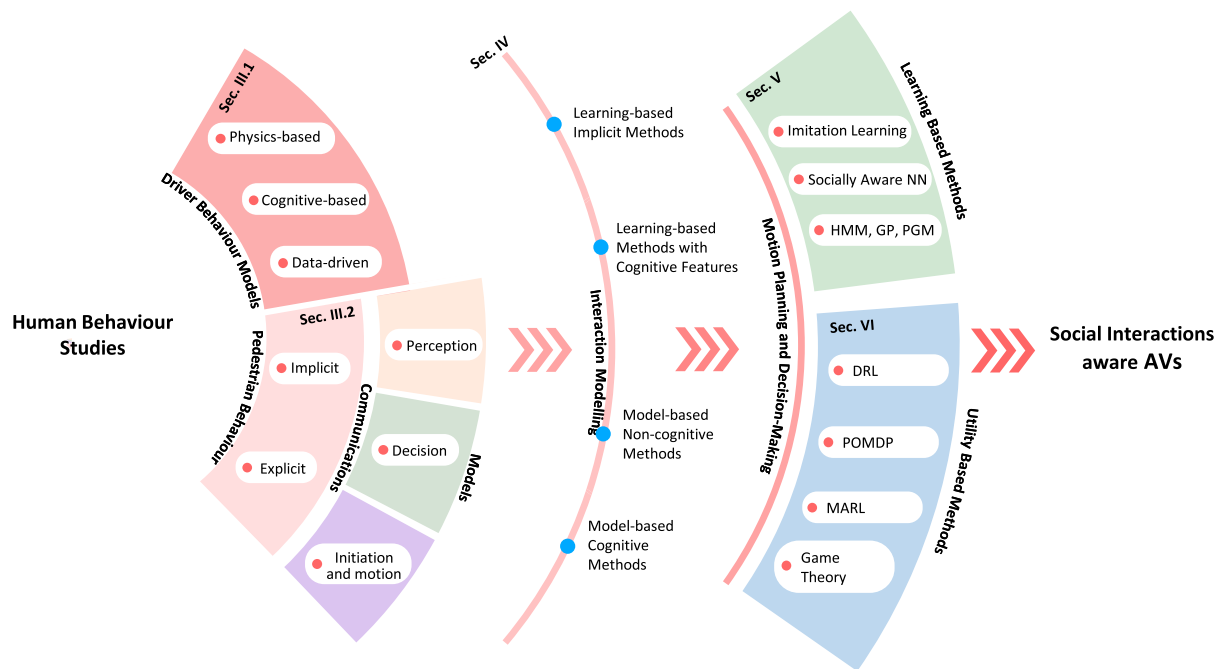 Human Behaviour
Studies
Sec. III.1
Physics-based
Cognitive-based
Data-driven
Driver Behaviour Models
Sec. III.2
Implicit
Explicit
Pedestrian Behaviour
Communications
Perception
Decision
Initiation
and motion
Models
Sec. IV
Learning-based
Implicit Methods
Learning-based
Methods with
Cognitive Features
Interaction Modelling
Model-based
Non-cognitive
Methods
Model-based
Cognitive
Methods
Motion Planning and Decision-Making
Sec. V
Imitation Learning
Socially Aware NN
HMM, GP, PGM
Learning Based Methods
Sec. VI
DRL
POMDP
MARL
Game
Theory
Utility Based Methods
Social Interactions
aware AVs